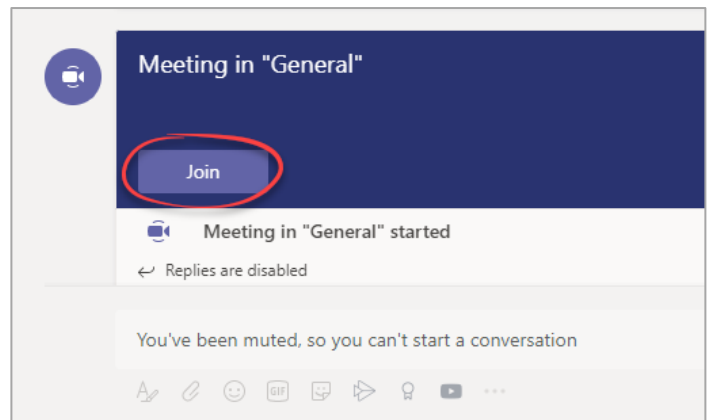 Meeting in "General"
Join
Meeting in "General" started
Replies are disabled
You've been muted, so you can't start a conversation
GIF